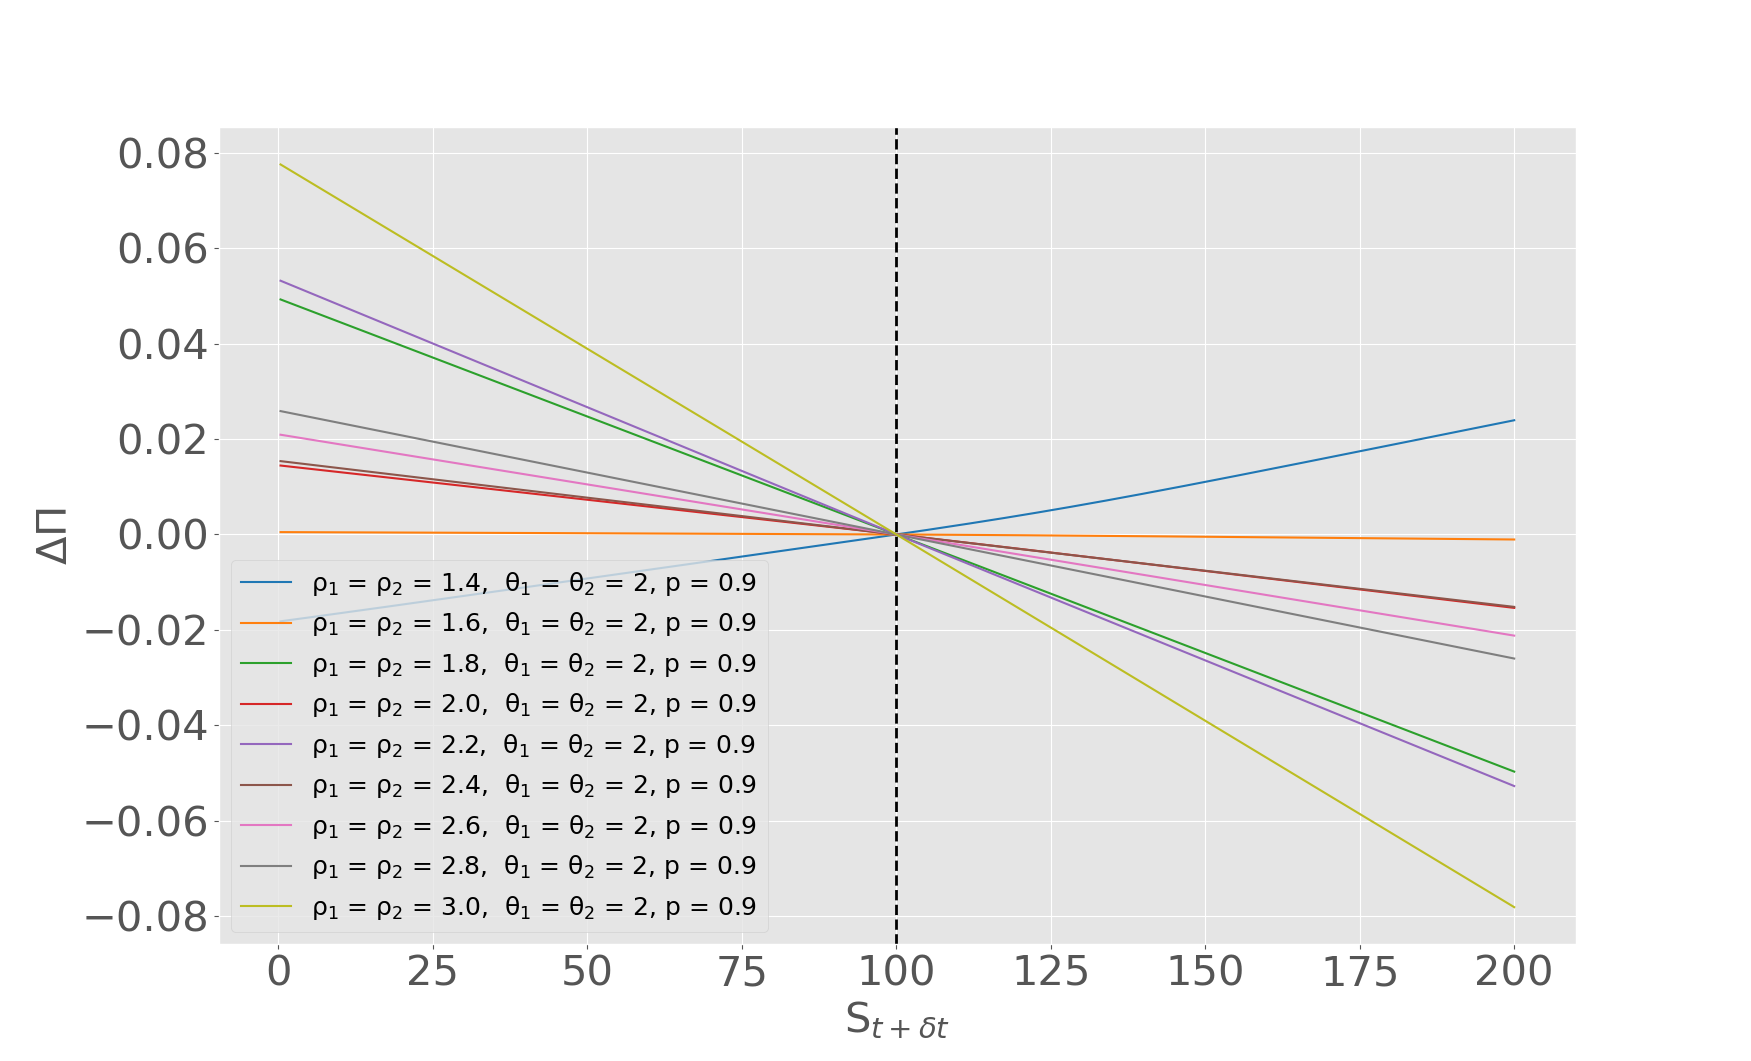 0.08
0.06
0.04
0.02
0.00
−0.02
−0.04
−0.06
−0.08
ΔΠ
ρ₁ = ρ₂ = 1.4, θ₁ = θ₂ = 2, p = 0.9
ρ₁ = ρ₂ = 1.6, θ₁ = θ₂ = 2, p = 0.9
ρ₁ = ρ₂ = 1.8, θ₁ = θ₂ = 2, p = 0.9
ρ₁ = ρ₂ = 2.0, θ₁ = θ₂ = 2, p = 0.9
ρ₁ = ρ₂ = 2.2, θ₁ = θ₂ = 2, p = 0.9
ρ₁ = ρ₂ = 2.4, θ₁ = θ₂ = 2, p = 0.9
ρ₁ = ρ₂ = 2.6, θ₁ = θ₂ = 2, p = 0.9
ρ₁ = ρ₂ = 2.8, θ₁ = θ₂ = 2, p = 0.9
ρ₁ = ρ₂ = 3.0, θ₁ = θ₂ = 2, p = 0.9
0 25 50 75 100 125 150 175 200
S_{t + δt}